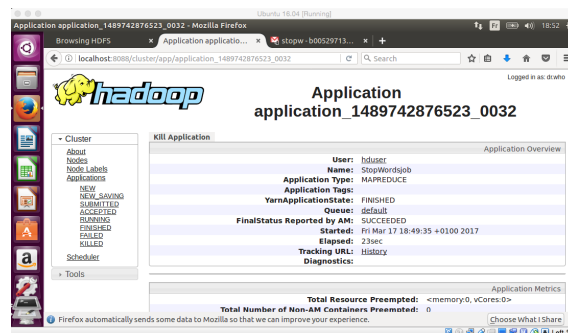 Ubuntu 16.04 [Running]
Application application_1489742876523_0032 - Mozilla Firefox
Fr
18:52
Browsing HDFS
Application applicatio...
stopw - b00529713...
localhost:8088/cluster/app/application_1489742876523_0032
Search
Logged in as: dr.who
hadoop
Application
application_1489742876523_0032
Cluster
About
Nodes
Node Labels
Applications
NEW
NEW_SAVING
SUBMITTED
ACCEPTED
RUNNING
FINISHED
FAILED
KILLED
Scheduler
Tools
Kill Application
Application Overview
User: hduser
Name: StopWordsjob
Application Type: MAPREDUCE
Application Tags:
YarnApplicationState: FINISHED
Queue: default
FinalStatus Reported by AM: SUCCEEDED
Started: Fri Mar 17 18:49:35 +0100 2017
Elapsed: 23sec
Tracking URL: History
Diagnostics:
Application Metrics
Total Resource Preempted: <memory:0, vCores:0>
Total Number of Non-AM Containers Preempted: 0
Firefox automatically sends some data to Mozilla so that we can improve your experience.
Choose What I Share